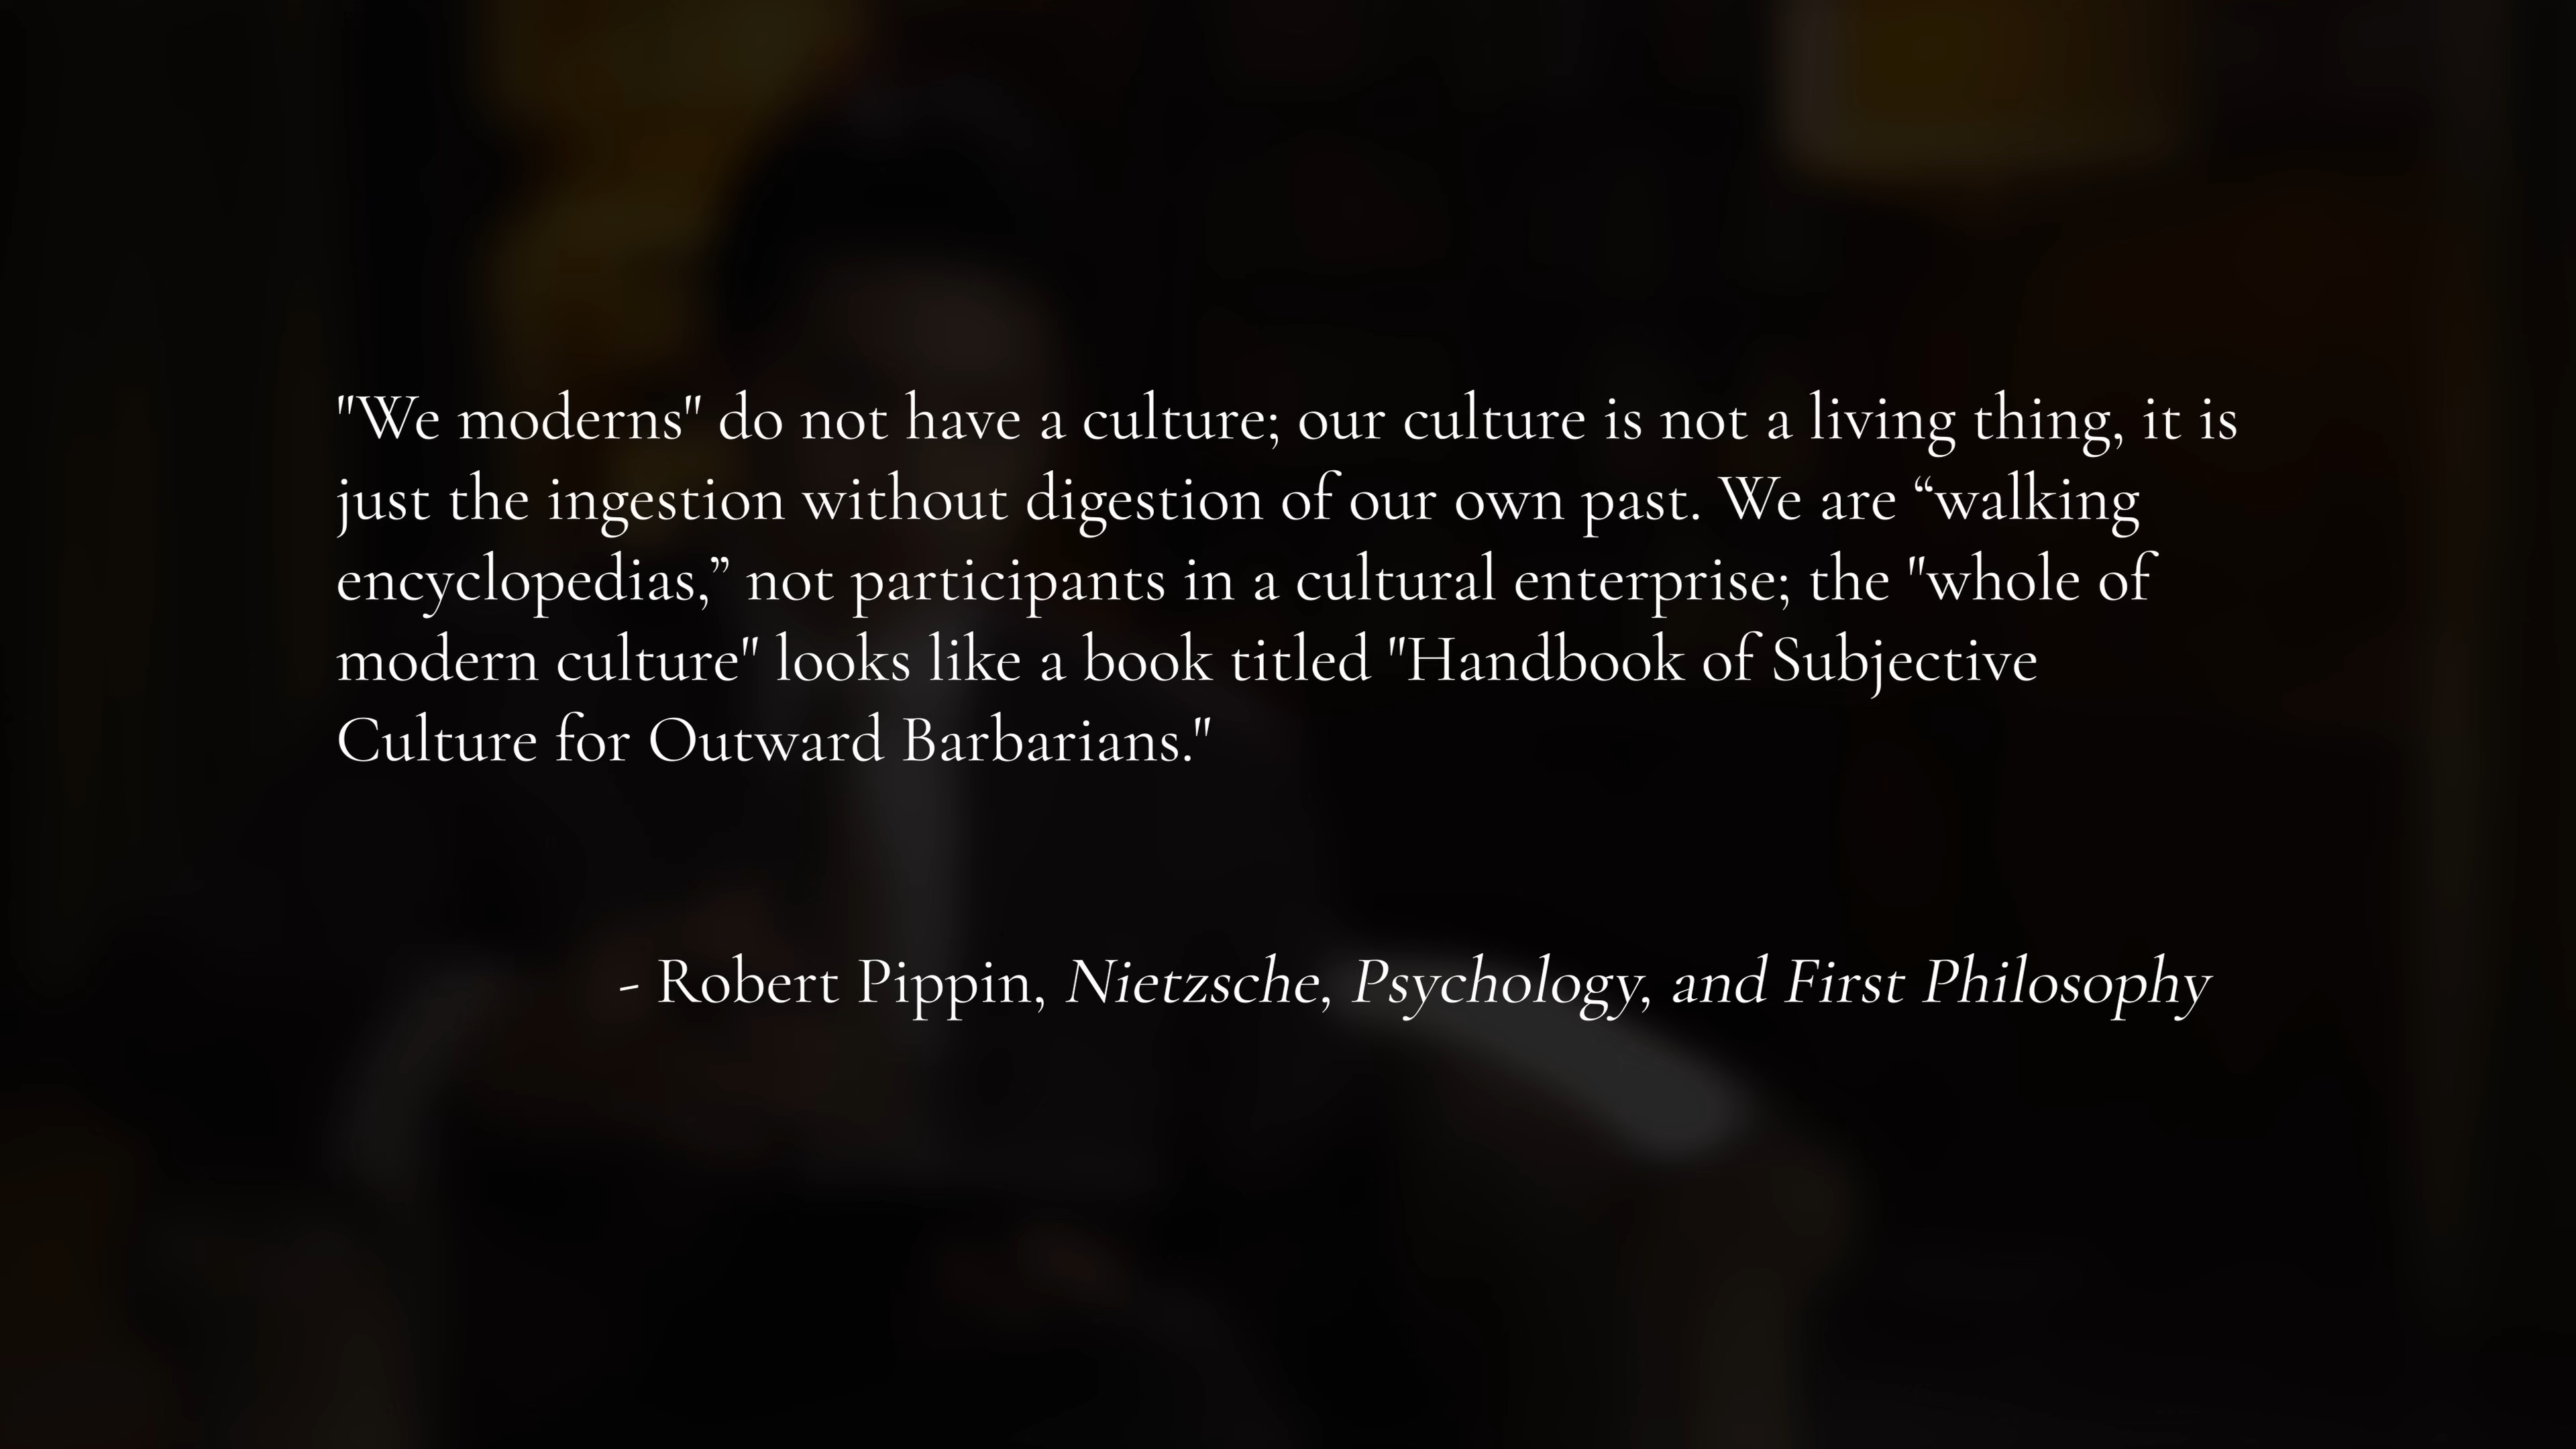 "We moderns" do not have a culture; our culture is not a living thing, it is
just the ingestion without digestion of our own past. We are “walking
encyclopedias,” not participants in a cultural enterprise; the "whole of
modern culture" looks like a book titled "Handbook of Subjective
Culture for Outward Barbarians."
- Robert Pippin, Nietzsche, Psychology, and First Philosophy